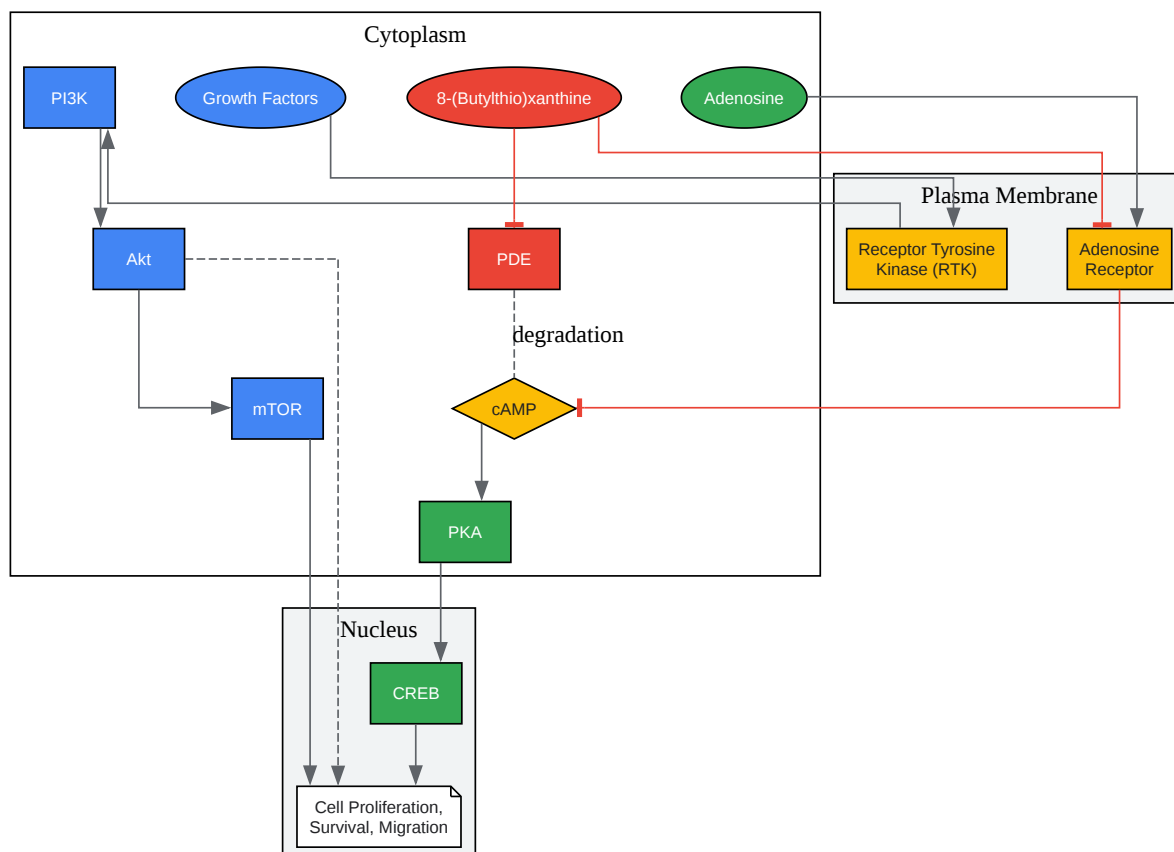 Cytoplasm
PI3K
Growth Factors
8-(Butylthio)xanthine
Adenosine
Plasma Membrane
Akt
PDE
Receptor Tyrosine
Kinase (RTK)
Adenosine
Receptor
degradation
mTOR
cAMP
PKA
Nucleus
CREB
Cell Proliferation,
Survival, Migration